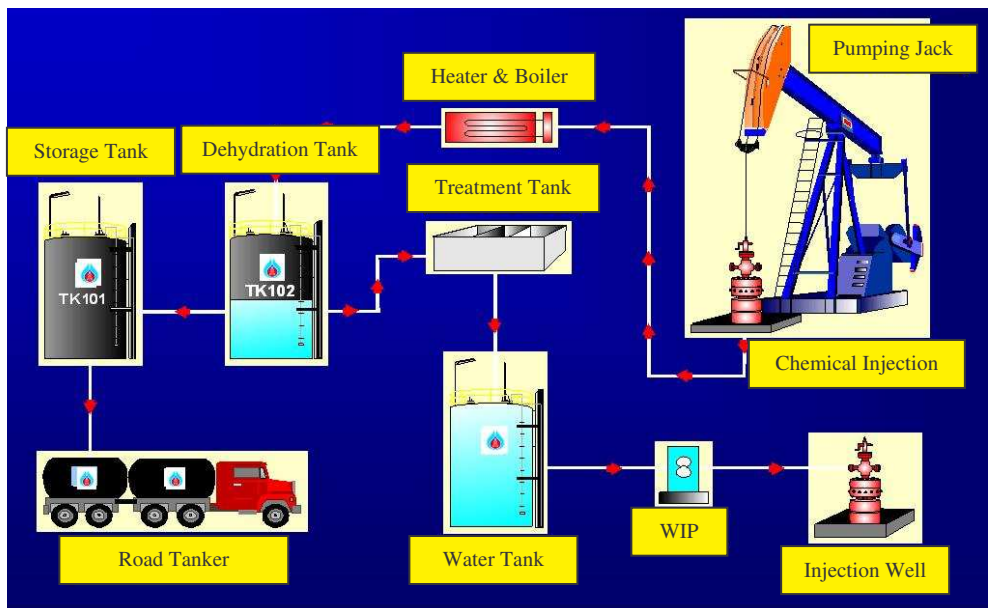 Pumping Jack
Heater & Boiler
Storage Tank
Dehydration Tank
Treatment Tank
TK101
TK102
Chemical Injection
Road Tanker
Water Tank
WIP
Injection Well